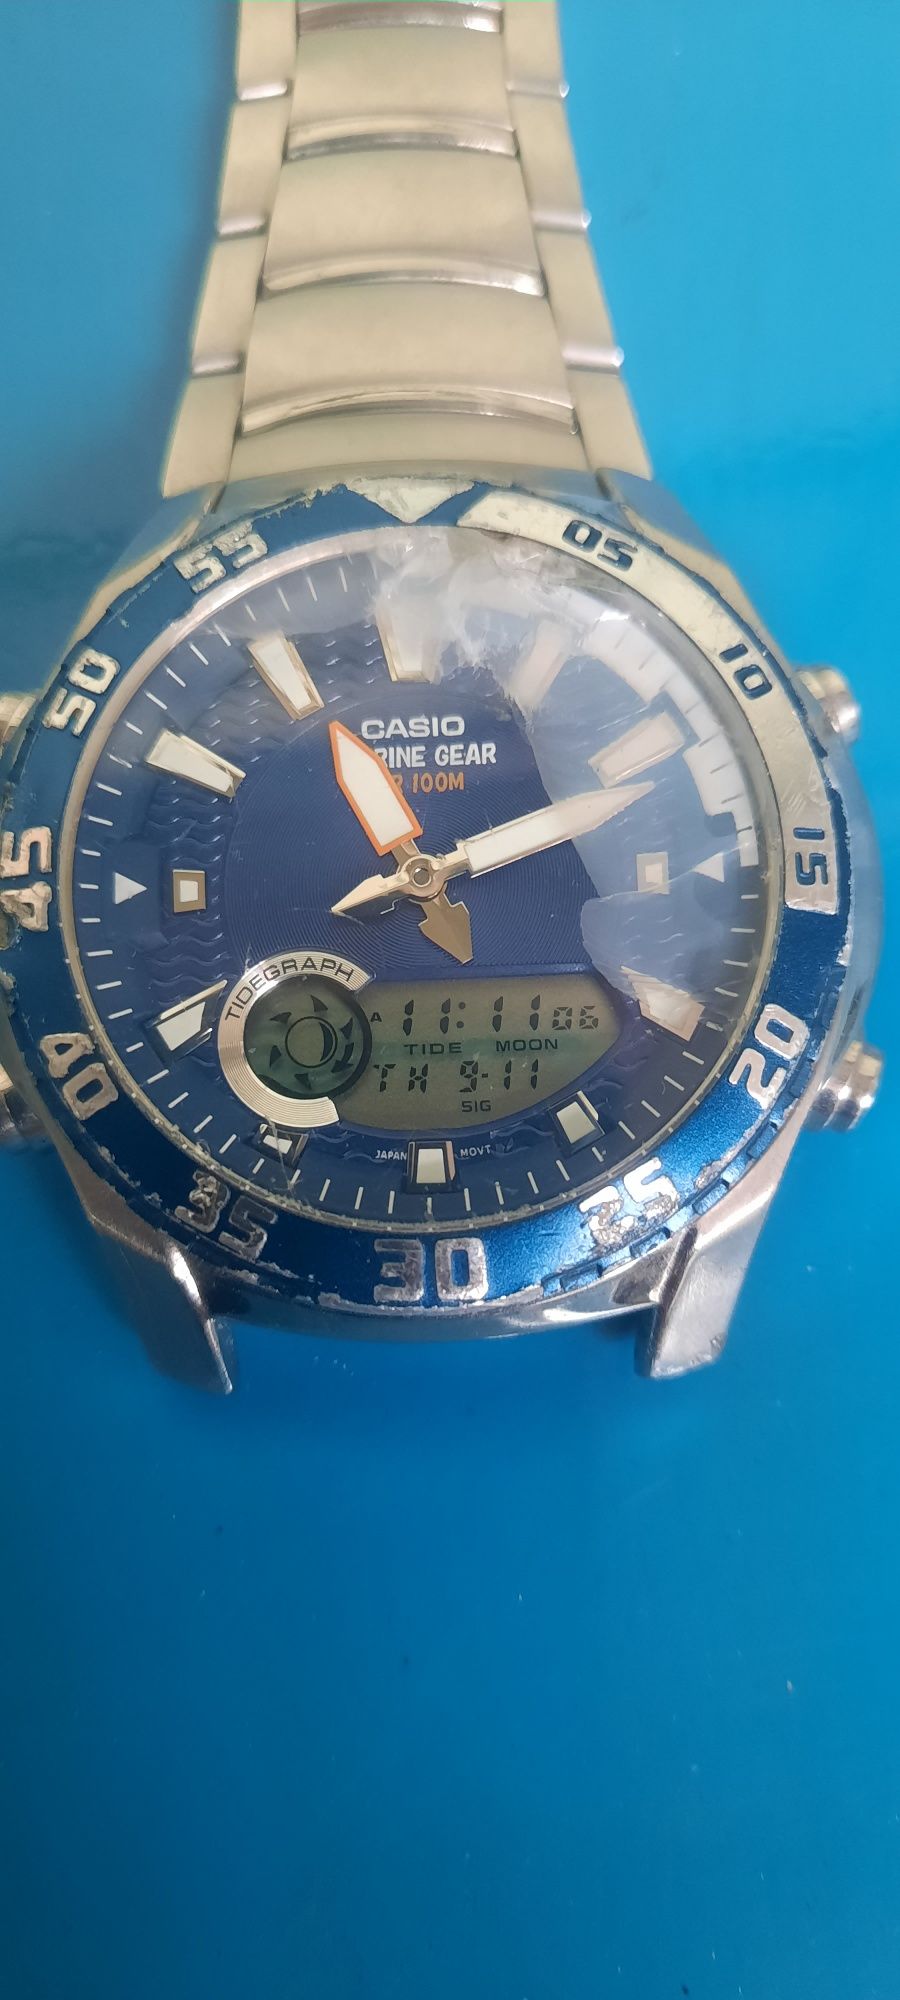 05
10
15
20
25
30
35
40
45
50
55
CASIO
RINE GEAR
R 100M
TIDEGRAPH
A 11:11 06
TIDE MOON
TH 9-11
SIG
JAPAN MOVT